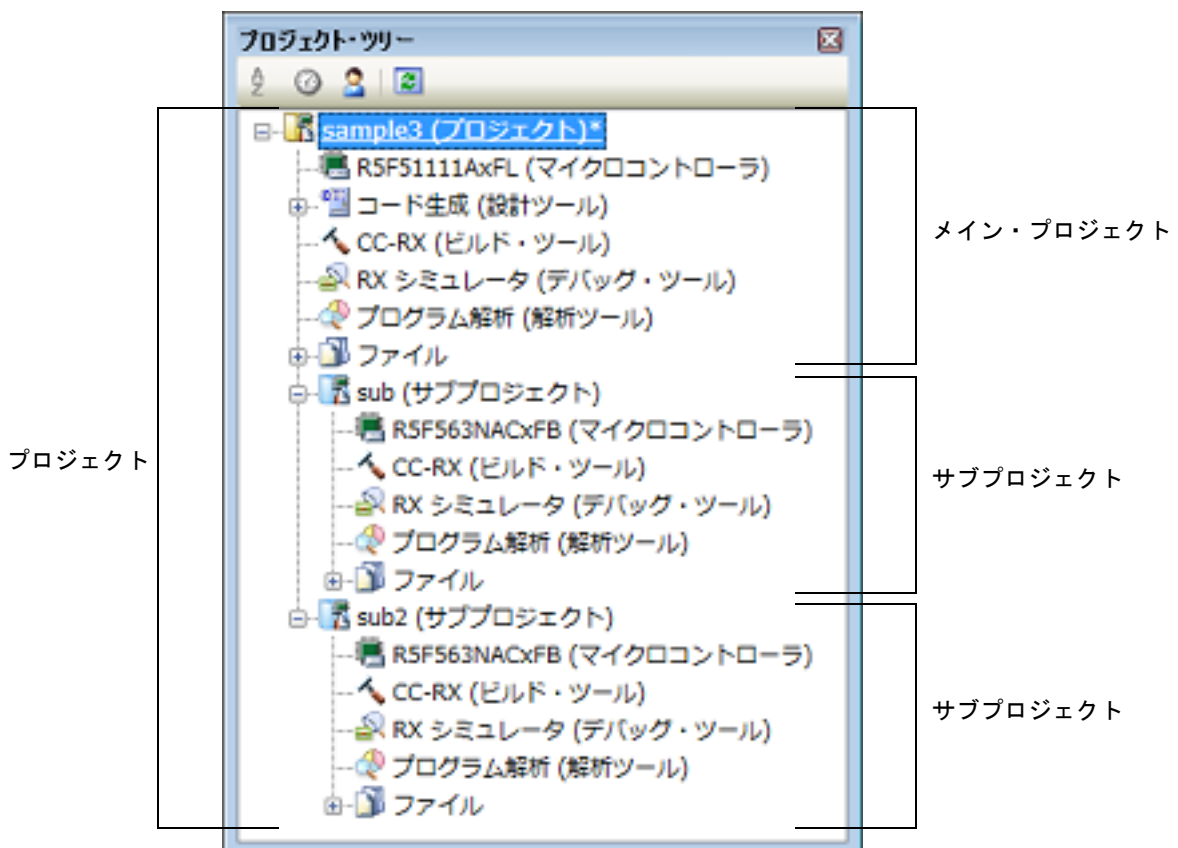 プロジェクト・ツリー
sample3 (プロジェクト)*
R5F51111AxFL (マイクロコントローラ)
コード生成 (設計ツール)
CC-RX (ビルド・ツール)
RX シミュレータ (デバッグ・ツール)
プログラム解析 (解析ツール)
ファイル
sub (サブプロジェクト)
R5F563NACxFB (マイクロコントローラ)
CC-RX (ビルド・ツール)
RX シミュレータ (デバッグ・ツール)
プログラム解析 (解析ツール)
ファイル
sub2 (サブプロジェクト)
R5F563NACxFB (マイクロコントローラ)
CC-RX (ビルド・ツール)
RX シミュレータ (デバッグ・ツール)
プログラム解析 (解析ツール)
ファイル
プロジェクト
メイン・プロジェクト
サブプロジェクト
サブプロジェクト